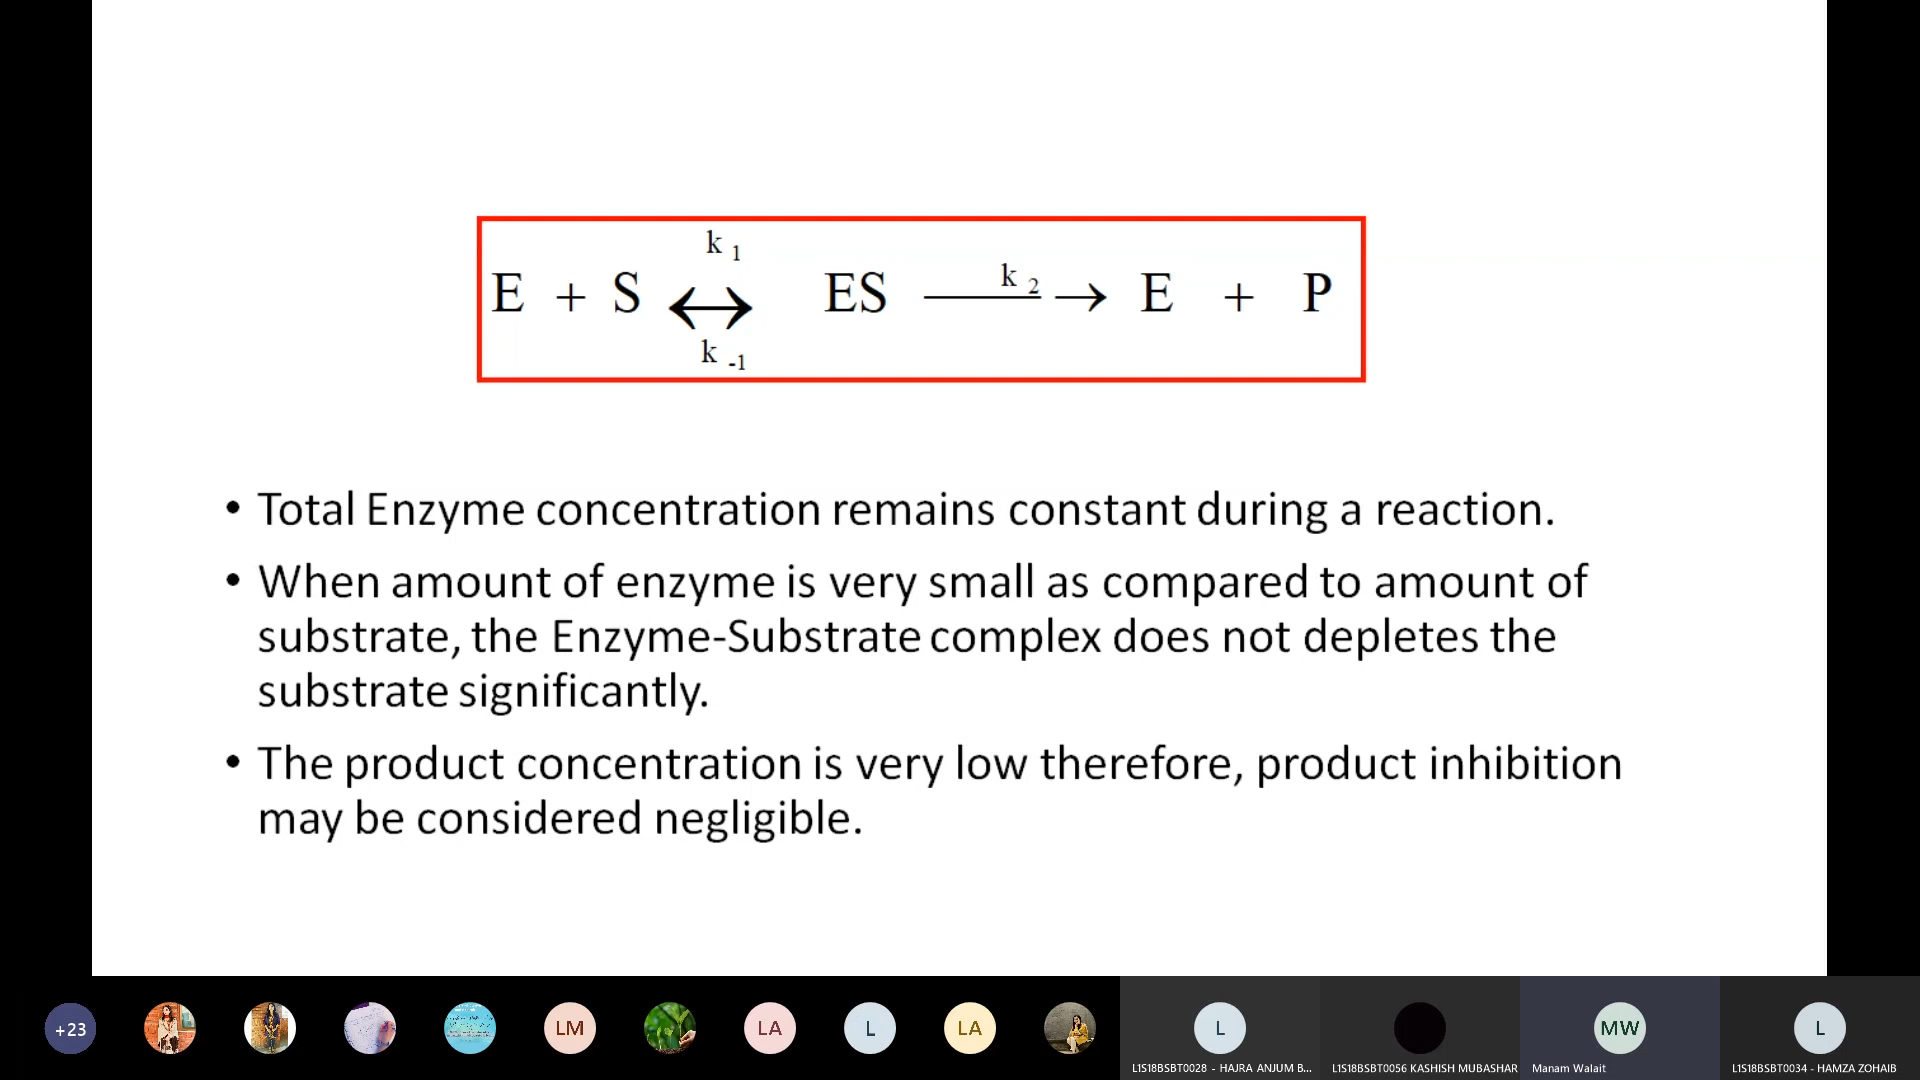 k 1
E + S ↔ ES ⟶ E + P
k 2
k -1
• Total Enzyme concentration remains constant during a reaction.
• When amount of enzyme is very small as compared to amount of
substrate, the Enzyme-Substrate complex does not depletes the
substrate significantly.
• The product concentration is very low therefore, product inhibition
may be considered negligible.
+23
LM
LA
L
LA
L
MW
L
L1S18BSBT0028 - HAJRA ANJUM B...
L1S18BSBT0056 KASHISH MUBASHAR
Manam Walait
L1S18BSBT0034 - HAMZA ZOHAIB